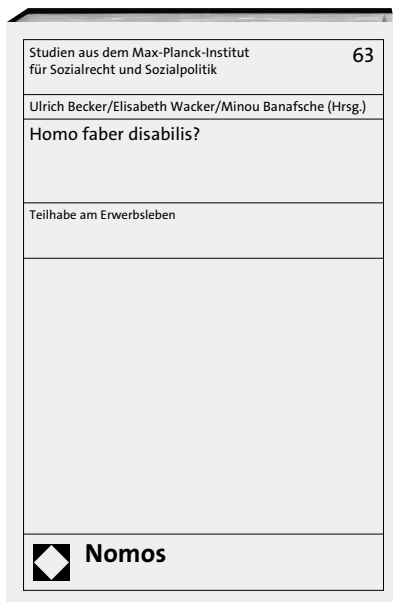 Studien aus dem Max-Planck-Institut
für Sozialrecht und Sozialpolitik
63
Ulrich Becker/Elisabeth Wacker/Minou Banafsche (Hrsg.)
Homo faber disabilis?
Teilhabe am Erwerbsleben
Nomos